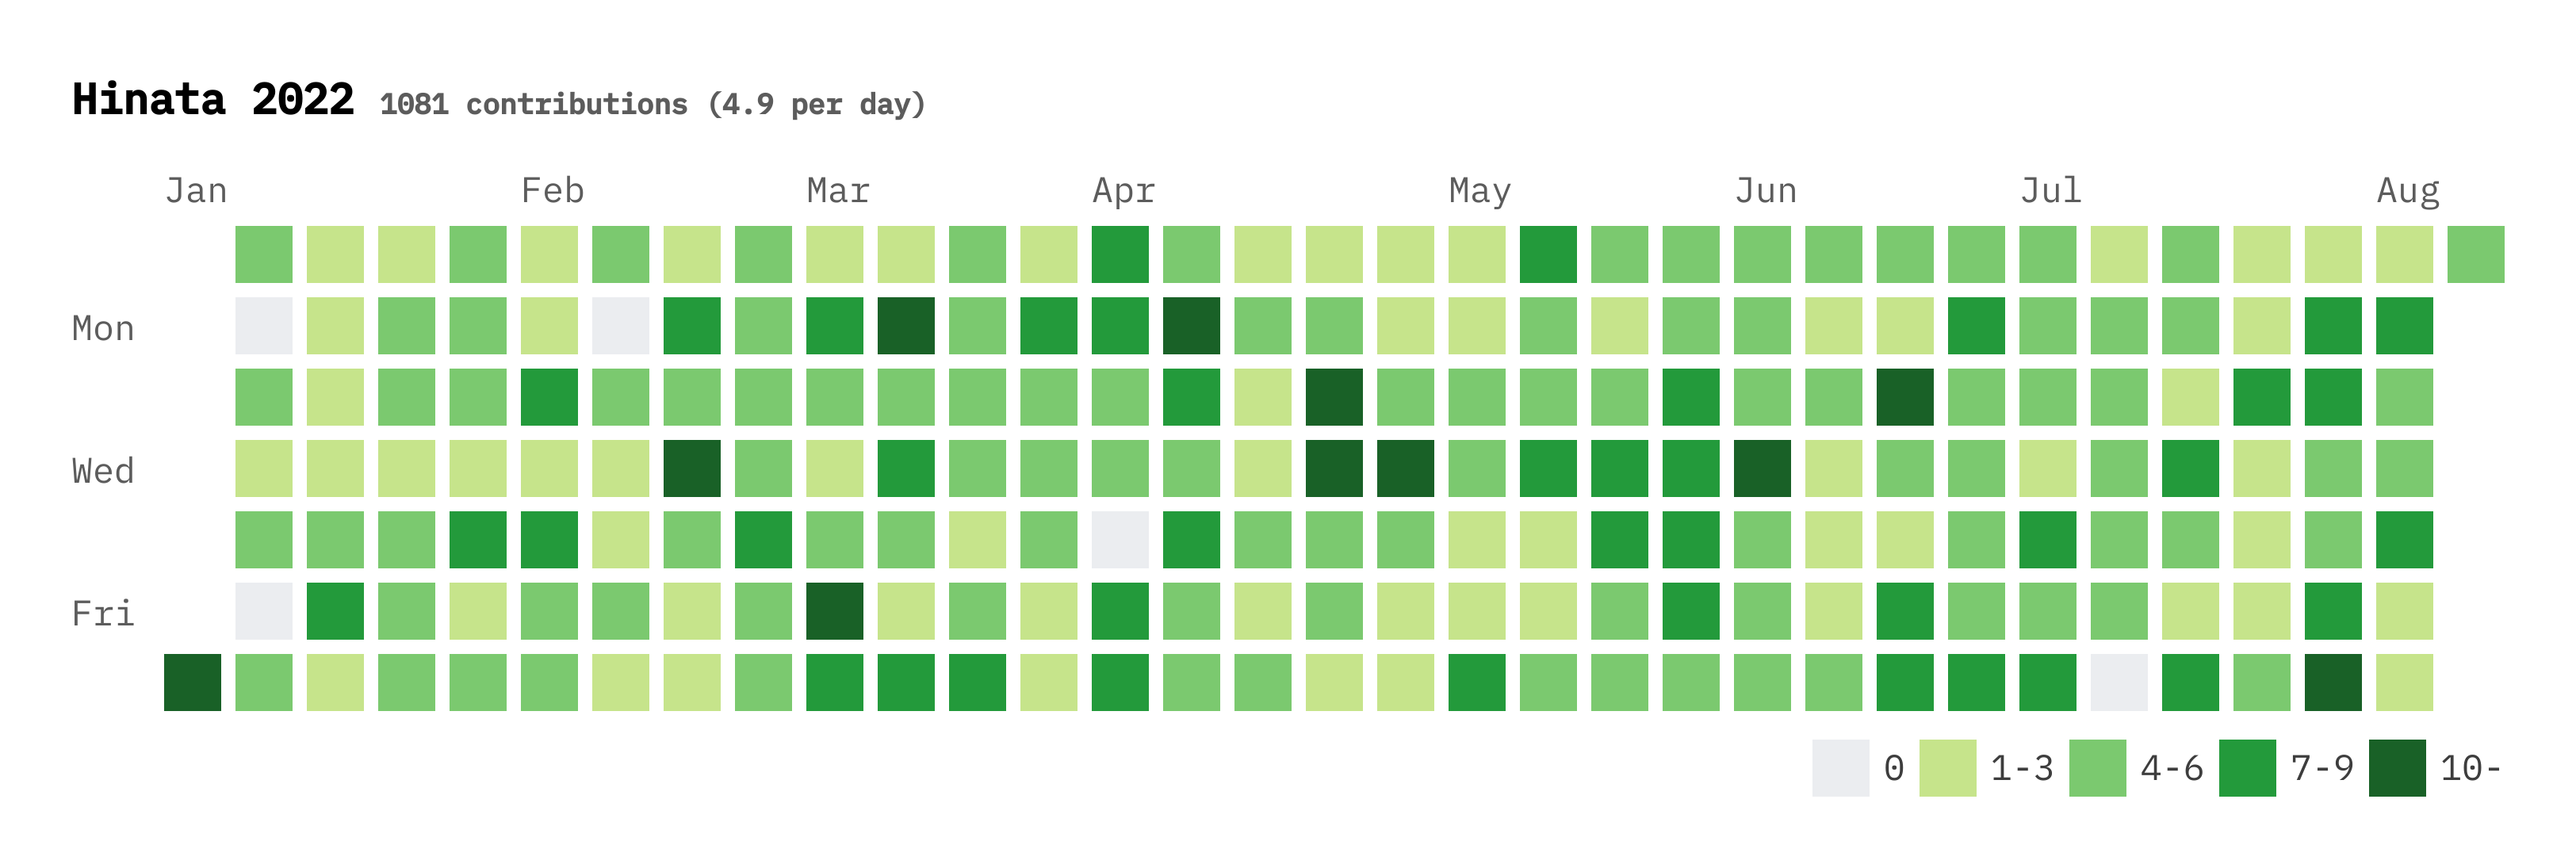 Hinata 2022 1081 contributions (4.9 per day)
Jan Feb Mar Apr May Jun Jul Aug
Mon
Wed
Fri
0 1-3 4-6 7-9 10-